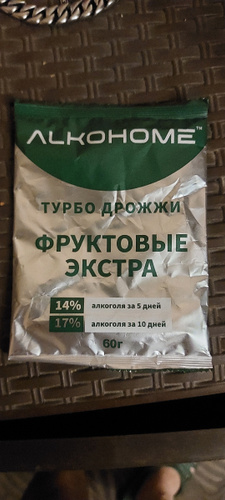 ALKOHOME™
ТУРБО ДРОЖЖИ
ФРУКТОВЫЕ
ЭКСТРА
14% алкоголя за 5 дней
17% алкоголя за 10 дней
60г